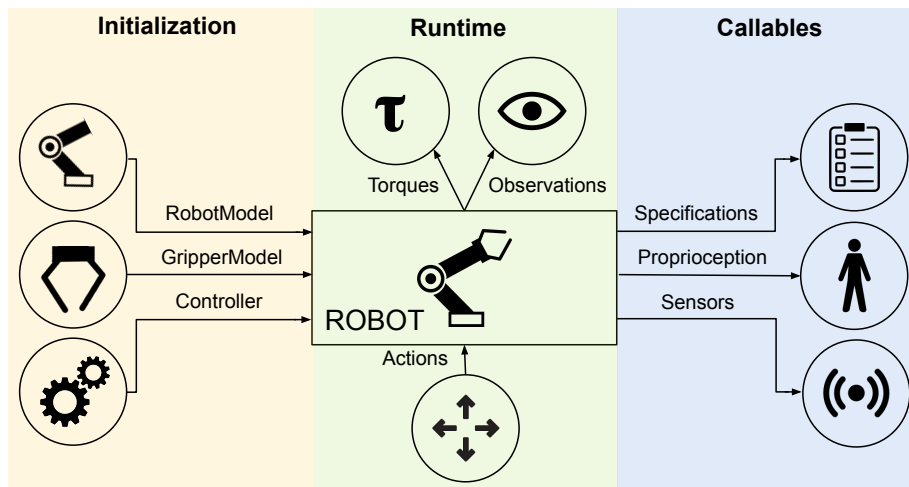 Initialization
Runtime
Callables
τ
Torques
Observations
RobotModel
Specifications
GripperModel
Proprioception
Controller
Sensors
ROBOT
Actions